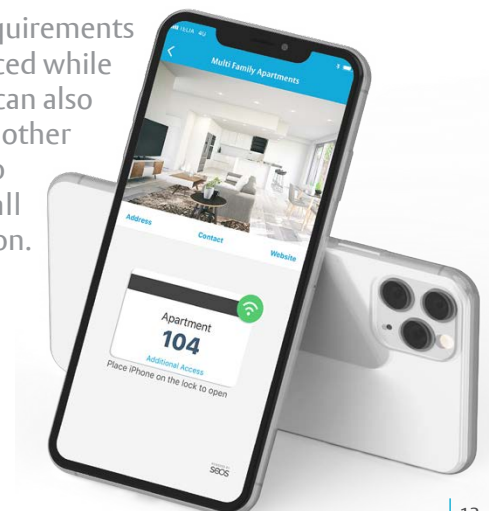 quirements
ced while
can also
other
all
on.
Multi Family Apartments
Address
Contact
Website
Apartment
104
Additional Access
Place iPhone on the lock to open
seos